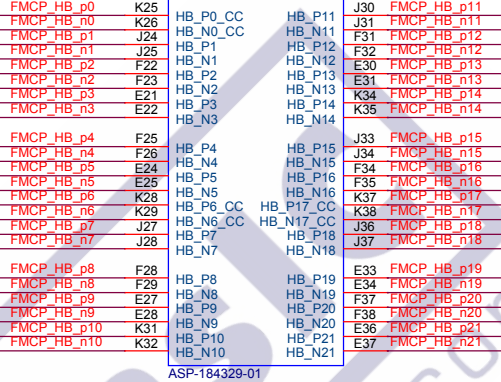 FMCP_HB_p0 K25 HB_P0_CC HB_P11 J30 FMCP_HB_p11
FMCP_HB_n0 K26 HB_N0_CC HB_N11 J31 FMCP_HB_n11
FMCP_HB_p1 J24 HB_P1 HB_P12 F31 FMCP_HB_p12
FMCP_HB_n1 J25 HB_N1 HB_N12 F32 FMCP_HB_n12
FMCP_HB_p2 F22 HB_P2 HB_P13 E30 FMCP_HB_p13
FMCP_HB_n2 F23 HB_N2 HB_N13 E31 FMCP_HB_n13
FMCP_HB_p3 E21 HB_P3 HB_P14 K34 FMCP_HB_p14
FMCP_HB_n3 E22 HB_N3 HB_N14 K35 FMCP_HB_n14
FMCP_HB_p4 F25 HB_P4 HB_P15 J33 FMCP_HB_p15
FMCP_HB_n4 F26 HB_N4 HB_N15 J34 FMCP_HB_n15
FMCP_HB_p5 E24 HB_P5 HB_P16 F34 FMCP_HB_p16
FMCP_HB_n5 E25 HB_N5 HB_N16 F35 FMCP_HB_n16
FMCP_HB_p6 K28 HB_P6_CC HB_P17_CC K37 FMCP_HB_p17
FMCP_HB_n6 K29 HB_N6_CC HB_N17_CC K38 FMCP_HB_n17
FMCP_HB_p7 J27 HB_P7 HB_P18 J36 FMCP_HB_p18
FMCP_HB_n7 J28 HB_N7 HB_N18 J37 FMCP_HB_n18
FMCP_HB_p8 F28 HB_P8 HB_P19 E33 FMCP_HB_p19
FMCP_HB_n8 F29 HB_N8 HB_N19 E34 FMCP_HB_n19
FMCP_HB_p9 E27 HB_P9 HB_P20 F37 FMCP_HB_p20
FMCP_HB_n9 E28 HB_N9 HB_N20 F38 FMCP_HB_n20
FMCP_HB_p10 K31 HB_P10 HB_P21 E36 FMCP_HB_p21
FMCP_HB_n10 K32 HB_N10 HB_N21 E37 FMCP_HB_n21
ASP-184329-01